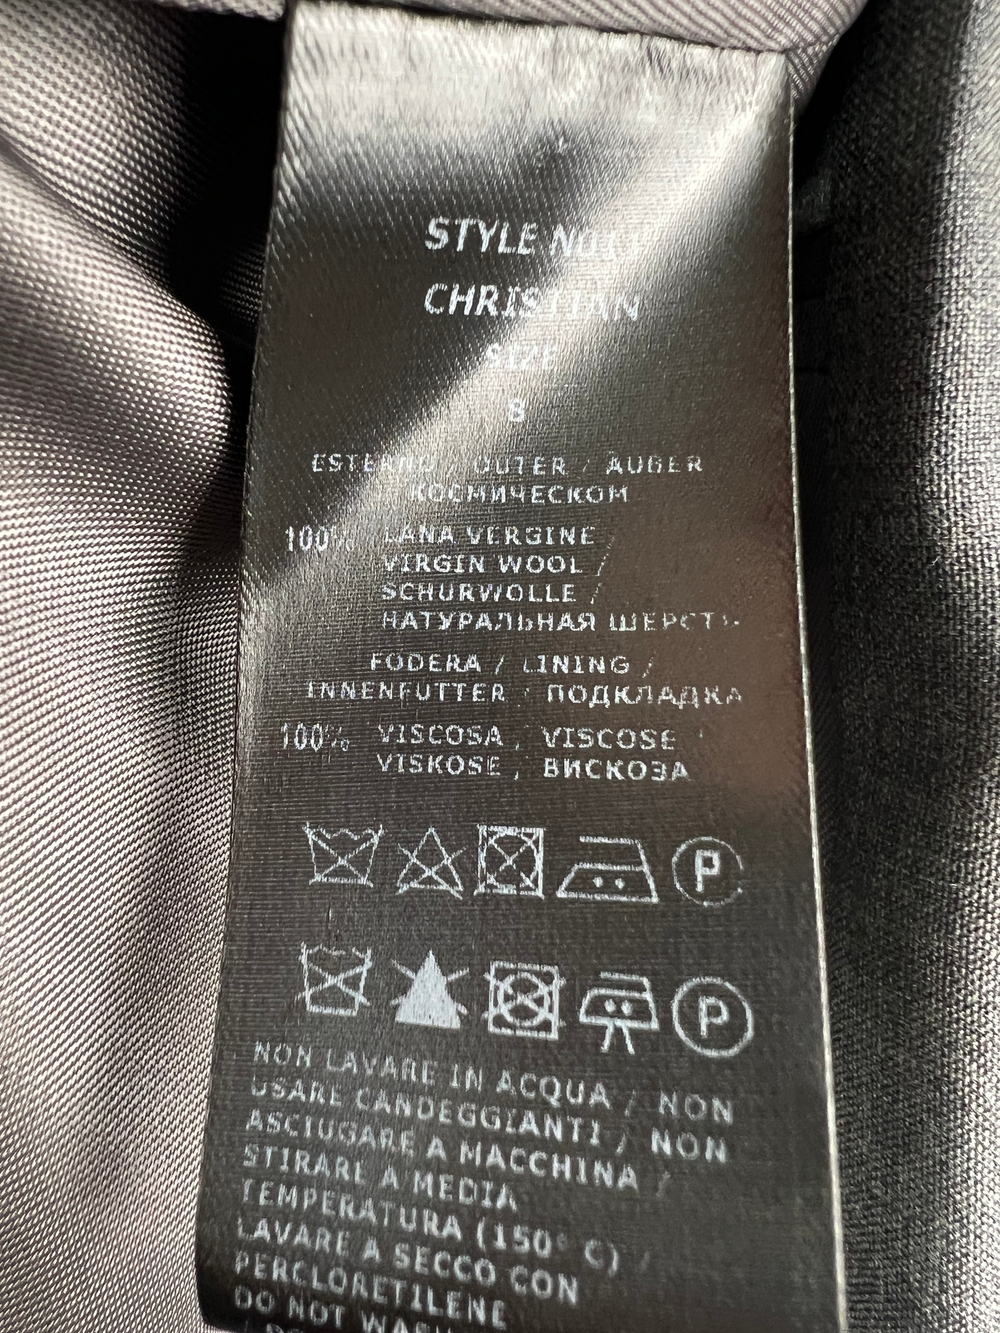 STYLE
CHRISTIAN
SIZE
8
ESTERNO / OUTER / AUßER
КОСМИЧЕСКОМ
100% LANA VERGINE /
VIRGIN WOOL /
SCHURWOLLE /
НАТУРАЛЬНАЯ ШЕРСТЬ
FODERA / LINING /
INNENFUTTER / ПОДКЛАДКА
100% VISCOSA , VISCOSE
VISKOSE , ВИСКОЗА
P
P
NON LAVARE IN ACQUA / NON
USARE CANDEGGIANTI / NON
ASCIUGARE A MACCHINA /
STIRARE A MEDIA
TEMPERATURA (150° C) /
LAVARE A SECCO CON
PERCLORETILENE
DO NOT WASH